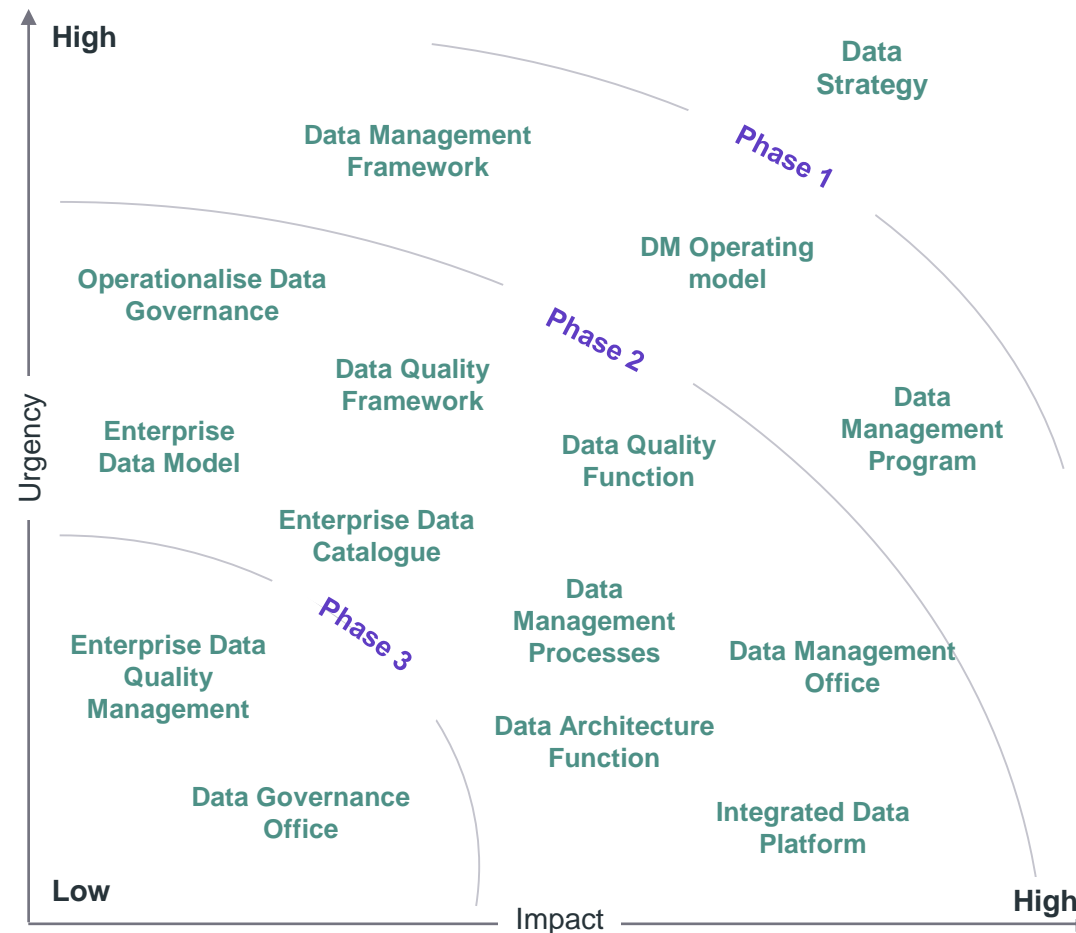 High
Data
Strategy
Data Management
Framework
Phase 1
DM Operating
model
Operationalise Data
Governance
Phase 2
Data Quality
Framework
Data
Management
Program
Urgency
Enterprise
Data Model
Data Quality
Function
Enterprise Data
Catalogue
Data
Management
Processes
Phase 3
Enterprise Data
Quality
Management
Data Management
Office
Data Architecture
Function
Data Governance
Office
Integrated Data
Platform
Low
High
Impact